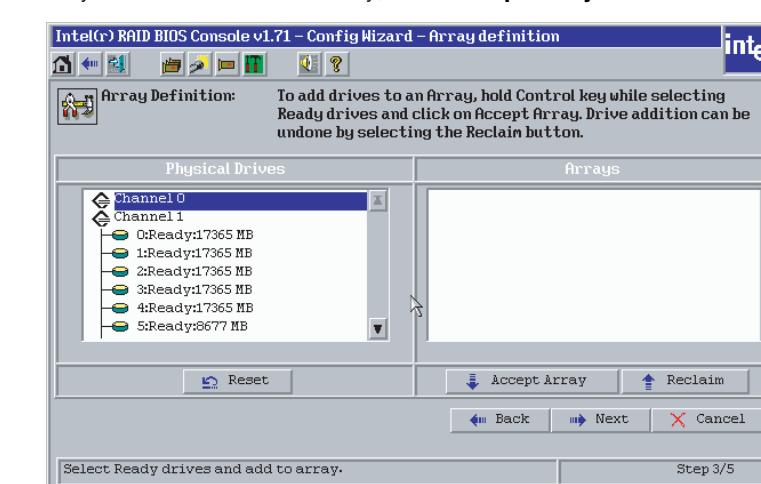 Intel(r) RAID BIOS Console v1.71 - Config Wizard - Array definition
Array Definition:
To add drives to an Array, hold Control key while selecting
Ready drives and click on Accept Array. Drive addition can be
undone by selecting the Reclaim button.
Physical Drives
Arrays
Channel 0
Channel 1
0:Ready:17365 MB
1:Ready:17365 MB
2:Ready:17365 MB
3:Ready:17365 MB
4:Ready:17365 MB
5:Ready:8677 MB
Reset
Accept Array
Reclaim
Back
Next
Cancel
Select Ready drives and add to array.
Step 3/5